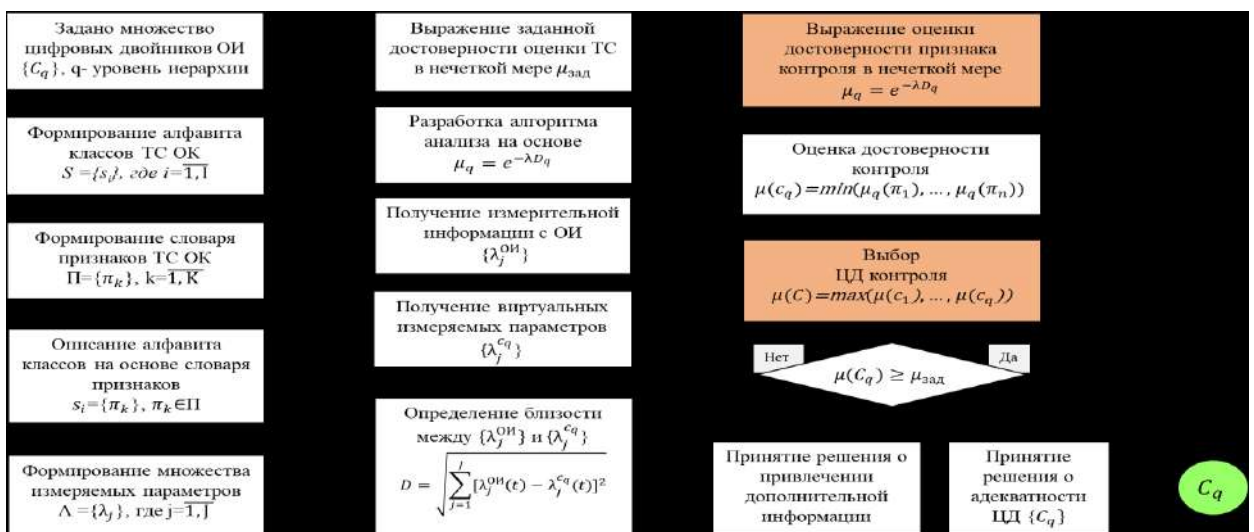 Задано множество
цифровых двойников ОИ
{C_q}, q- уровень иерархии
Формирование алфавита
классов ТС ОК
S ={s_i}, где i=1,I
Формирование словаря
признаков ТС ОК
П={π_k}, k=1,K
Описание алфавита
классов на основе словаря
признаков
s_i={π_k}, π_k∈П
Формирование множества
измеряемых параметров
Λ ={λ_j}, где j=1,J
Выражение заданной
достоверности оценки ТС
в нечеткой мере μ_зад
Разработка алгоритма
анализа на основе
μ_q = e^{-λD_q}
Получение измерительной
информации с ОИ
{λ_j^ОИ}
Получение виртуальных
измеряемых параметров
{λ_j^{c_q}}
Определение близости
между {λ_j^ОИ} и {λ_j^{c_q}}
D = √(∑_{j=1}^{J} [λ_j^ОИ(t) − λ_j^{c_q}(t)]²)
Выражение оценки
достоверности признака
контроля в нечеткой мере
μ_q = e^{-λD_q}
Оценка достоверности
контроля
μ(c_q)=min(μ_q(π_1), ... , μ_q(π_n))
Выбор
ЦД контроля
μ(C)=max(μ(c_1), ... , μ(c_q))
Нет
Да
μ(C_q) ≥ μ_зад
Принятие решения о
привлечении
дополнительной
информации
Принятие
решения о
адекватности
ЦД {C_q}
C_q